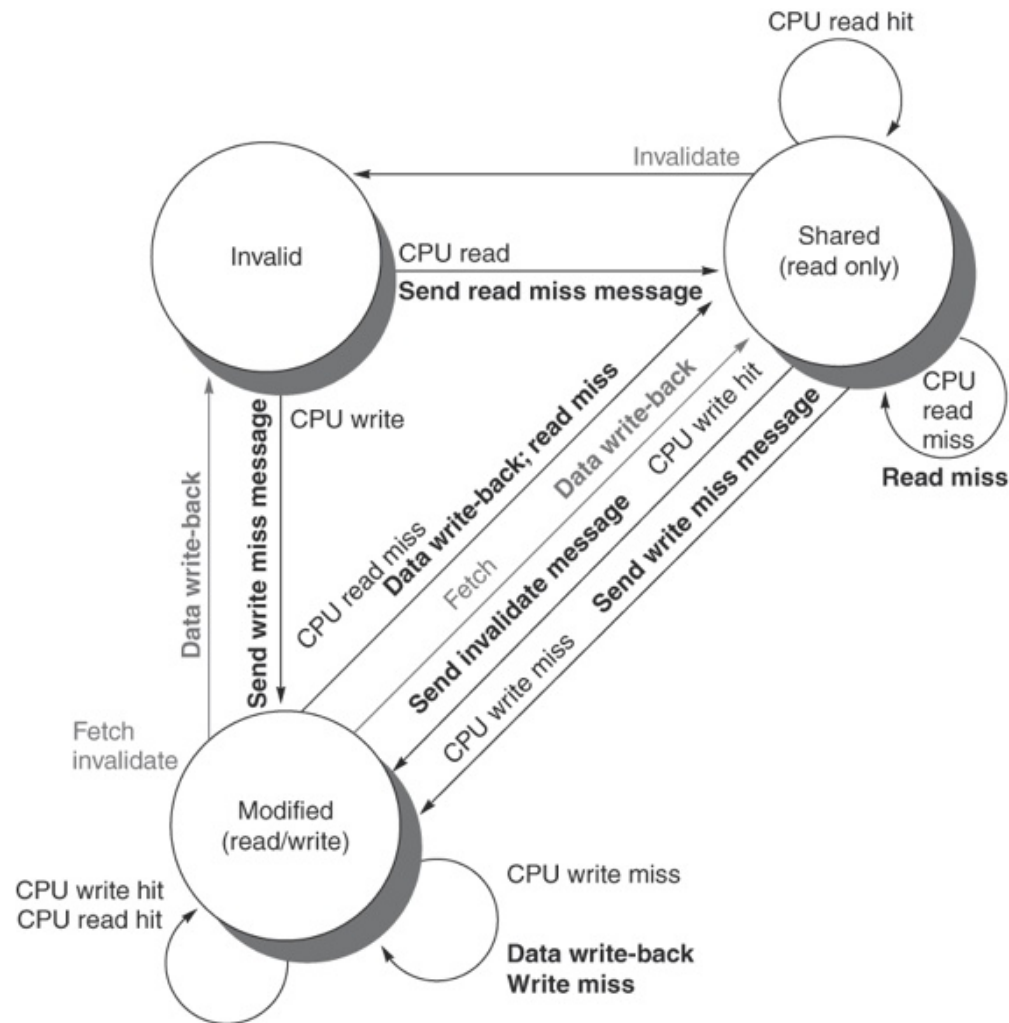 CPU read hit
Invalidate
Invalid
Shared
(read only)
CPU read
Send read miss message
CPU write
Send write miss message
Data write-back
Fetch
invalidate
CPU read miss
Data write-back; read miss
Fetch
Data write-back
CPU write hit
Send invalidate message
CPU write miss
Send write miss message
CPU
read
miss
Read miss
Modified
(read/write)
CPU write hit
CPU read hit
CPU write miss
Data write-back
Write miss